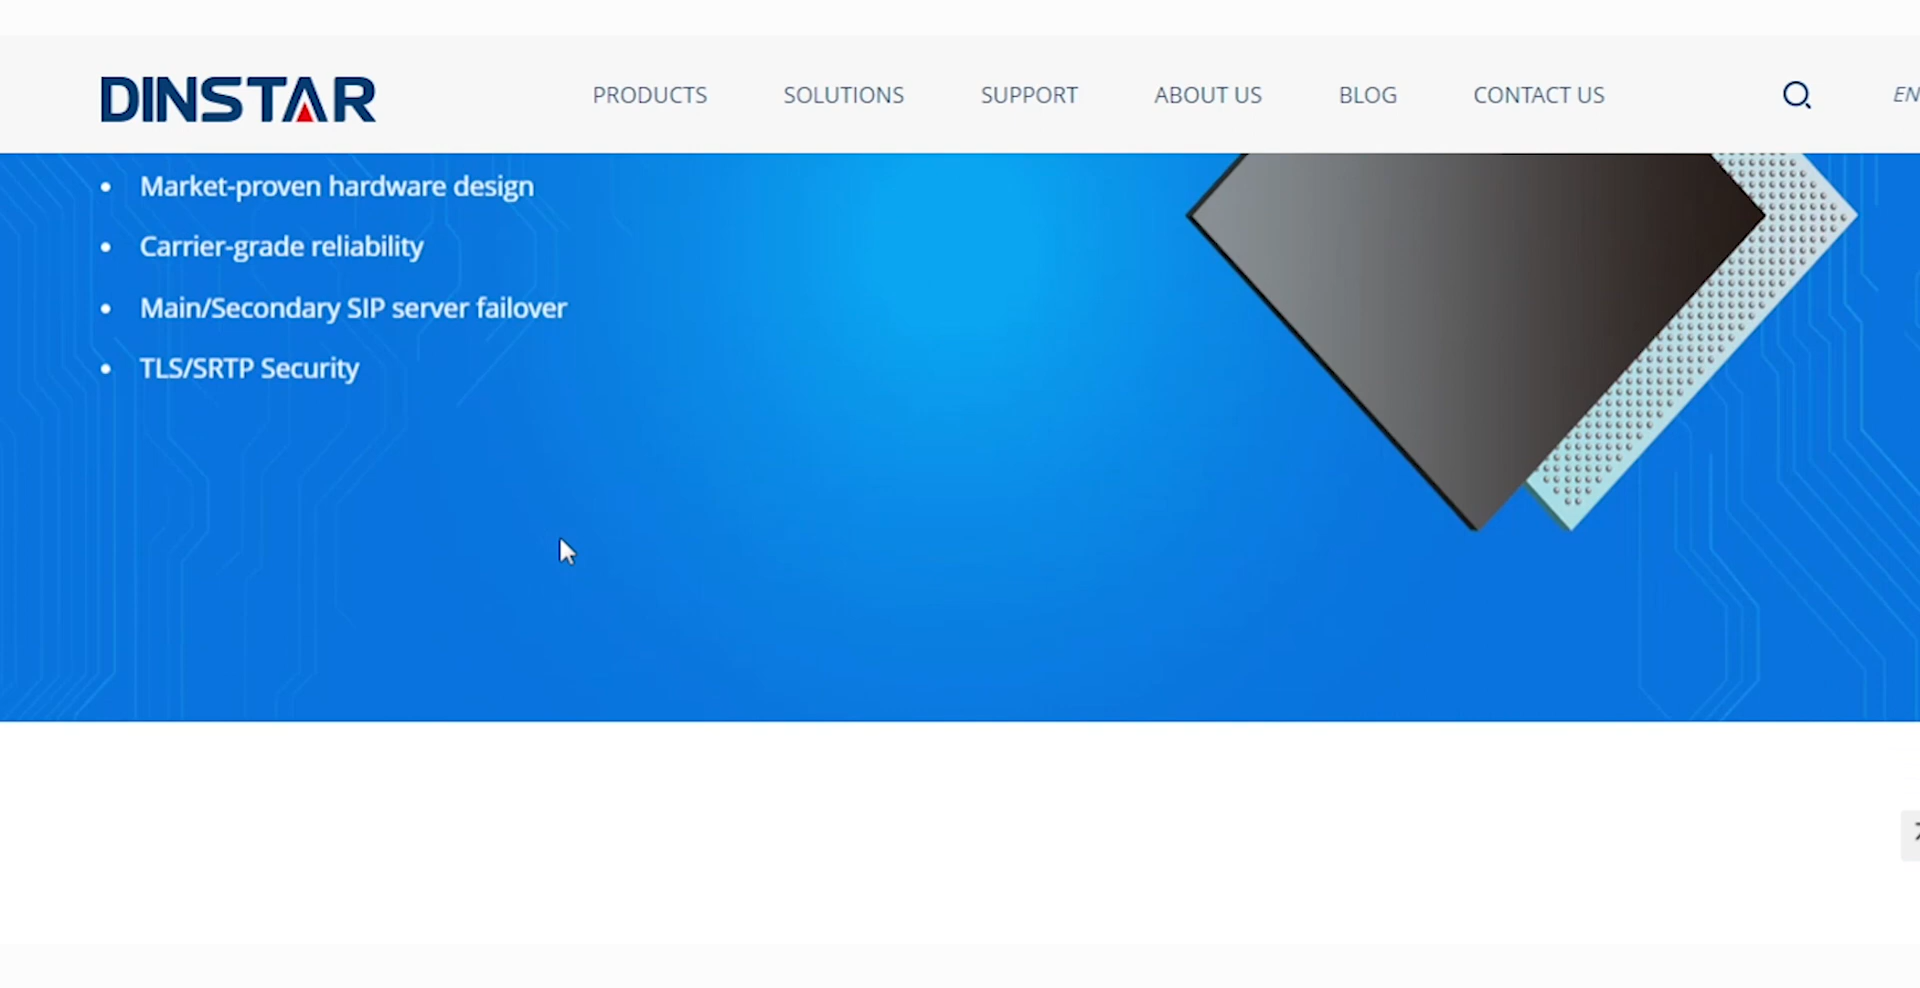 DINSTAR
PRODUCTS
SOLUTIONS
SUPPORT
ABOUT US
BLOG
CONTACT US
EN
• Market-proven hardware design
• Carrier-grade reliability
• Main/Secondary SIP server failover
• TLS/SRTP Security